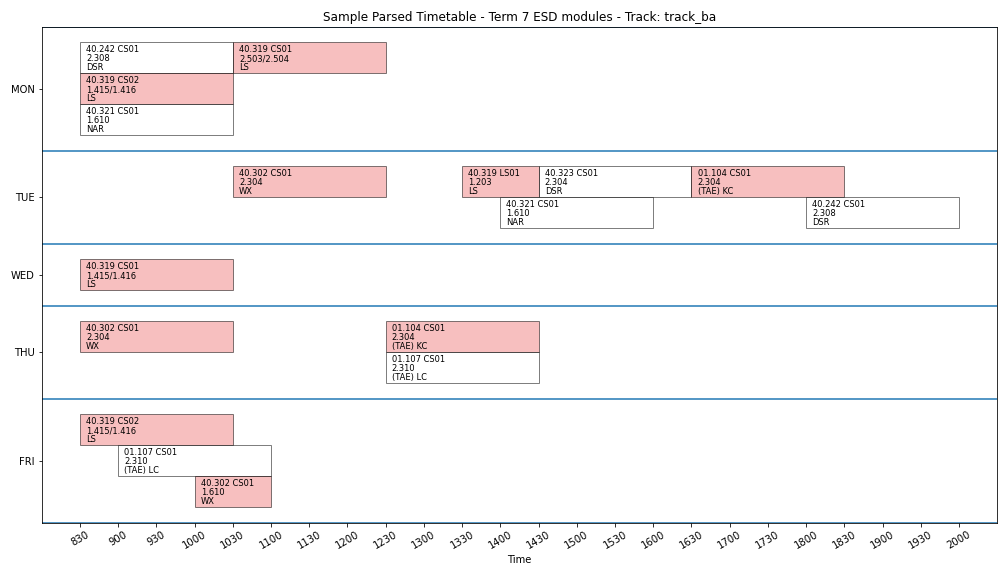 Sample Parsed Timetable - Term 7 ESD modules - Track: track_ba
MON
40.242 CS01
2.308
DSR
40.319 CS01
2.503/2.504
LS
40.319 CS02
1.415/1.416
LS
40.321 CS01
1.610
NAR
TUE
40.302 CS01
2.304
WX
40.319 LS01
1.203
LS
40.323 CS01
2.304
DSR
01.104 CS01
2.304
(TAE) KC
40.321 CS01
1.610
NAR
40.242 CS01
2.308
DSR
WED
40.319 CS01
1.415/1.416
LS
THU
40.302 CS01
2.304
WX
01.104 CS01
2.304
(TAE) KC
01.107 CS01
2.310
(TAE) LC
FRI
40.319 CS02
1.415/1.416
LS
01.107 CS01
2.310
(TAE) LC
40.302 CS01
1.610
WX
830 900 930 1000 1030 1100 1130 1200 1230 1300 1330 1400 1430 1500 1530 1600 1630 1700 1730 1800 1830 1900 1930 2000
Time